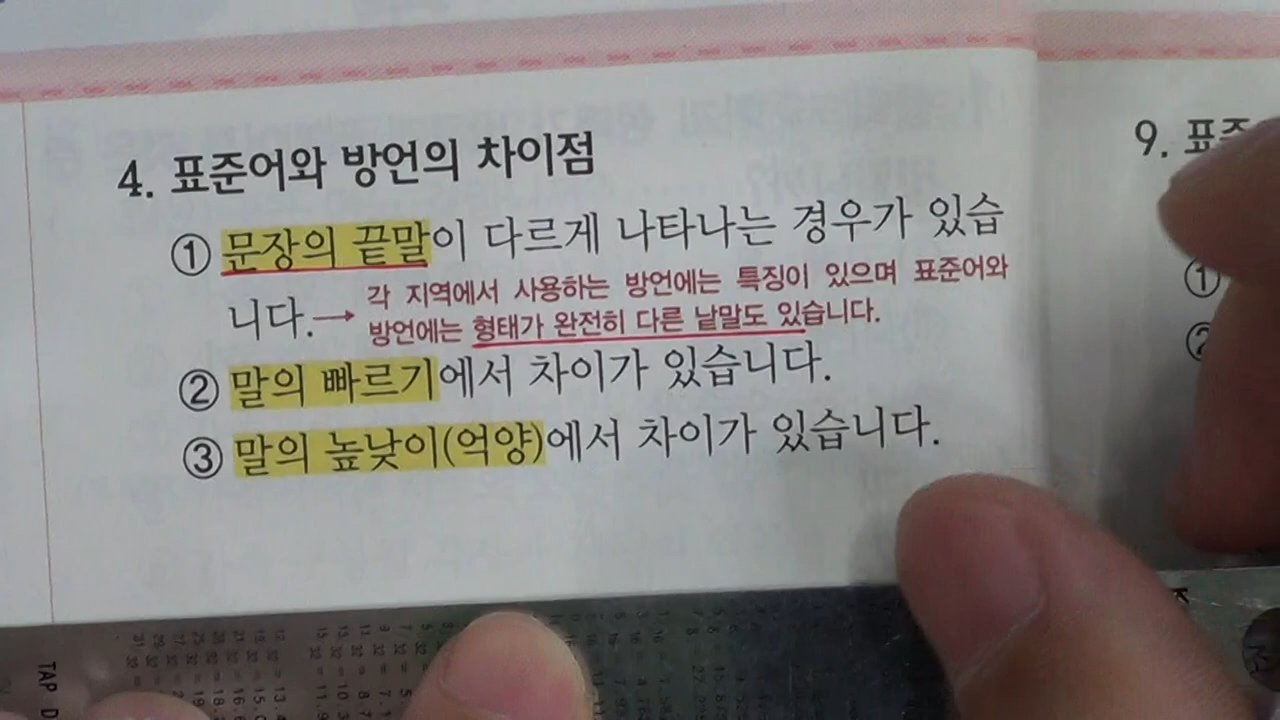 4. 표준어와 방언의 차이점
① 문장의 끝말이 다르게 나타나는 경우가 있습
니다.→ 각 지역에서 사용하는 방언에는 특징이 있으며 표준어와
방언에는 형태가 완전히 다른 낱말도 있습니다.
② 말의 빠르기에서 차이가 있습니다.
③ 말의 높낮이(억양)에서 차이가 있습니다.
9. 표준
①
②
TAP D